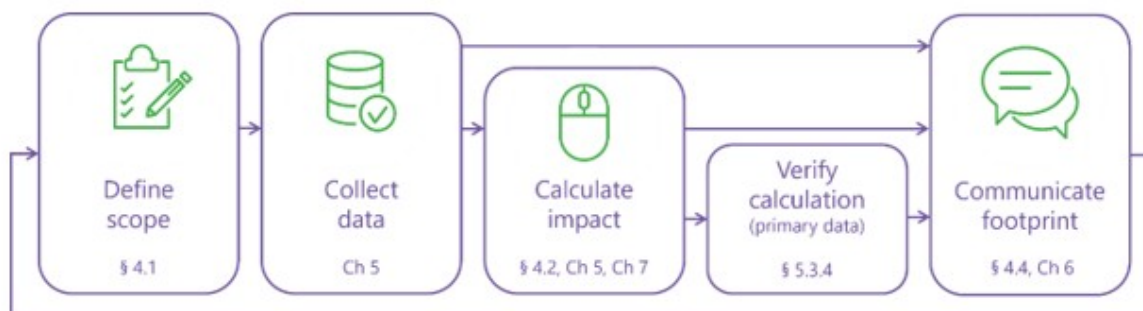 Define
scope
§ 4.1
Collect
data
Ch 5
Calculate
impact
§ 4.2, Ch 5, Ch 7
Verify
calculation
(primary data)
§ 5.3.4
Communicate
footprint
§ 4.4, Ch 6